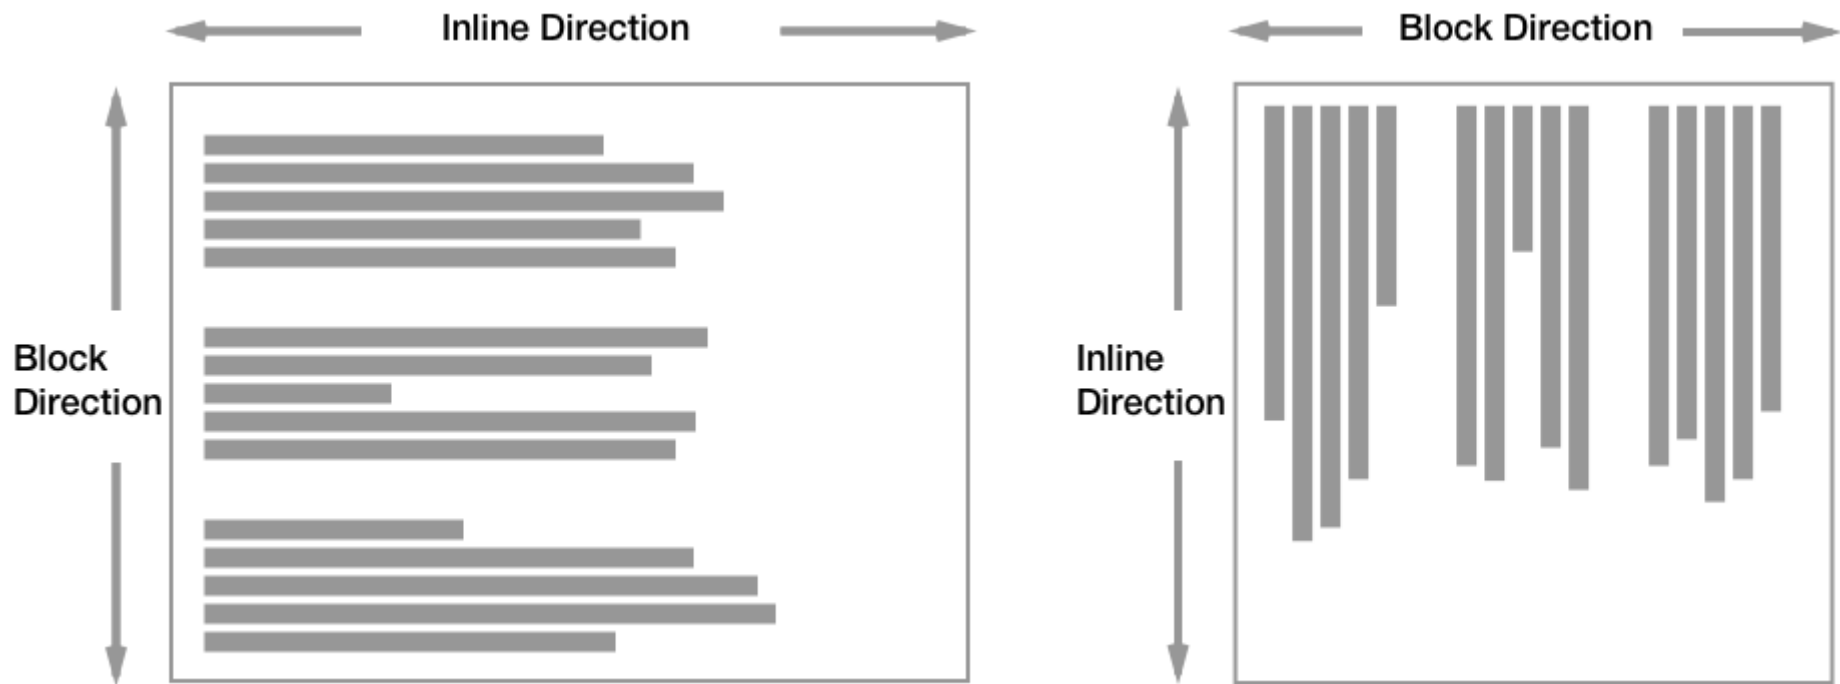 Inline Direction
Block
Direction
Block Direction
Inline
Direction